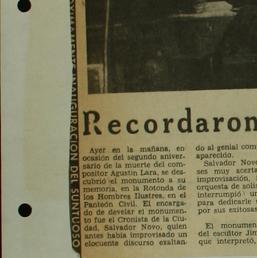 INAUGURACION DEL SUNTUOSO
Recordaron
Ayer en la mañana, en
ocasión del segundo aniver-
sario de la muerte del com-
positor Agustín Lara, se des-
cubrió el monumento a su
memoria, en la Rotonda de
los Hombres Ilustres, en el
Panteón Civil. El encarga-
do de develar el monumen-
to fue el Cronista de la Ciu-
dad, Salvador Novo, quien
antes había improvisado un
elocuente discurso exaltan-
do al genial com
aparecido.
Salvador Nov
ses muy acerta
improvisación,
orquesta de solis
interrumpió un
para dedicarle s
por sus exitosas
El monumen
del escultor Jim
que interpretó,